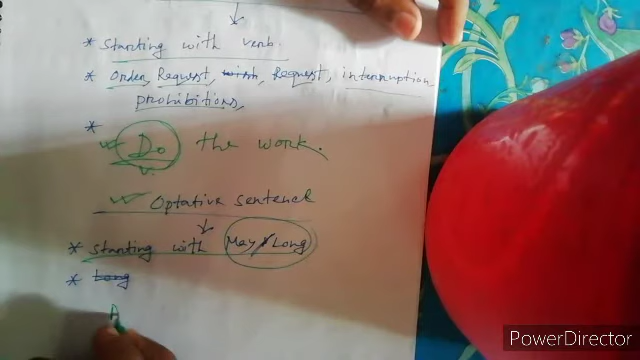 * Starting with verb.
* Order, Request, wish, Request, interruption,
prohibitions,
*
Do the work.
v.
Optative sentence
* Starting with May / Long
* Long
A
PowerDirector